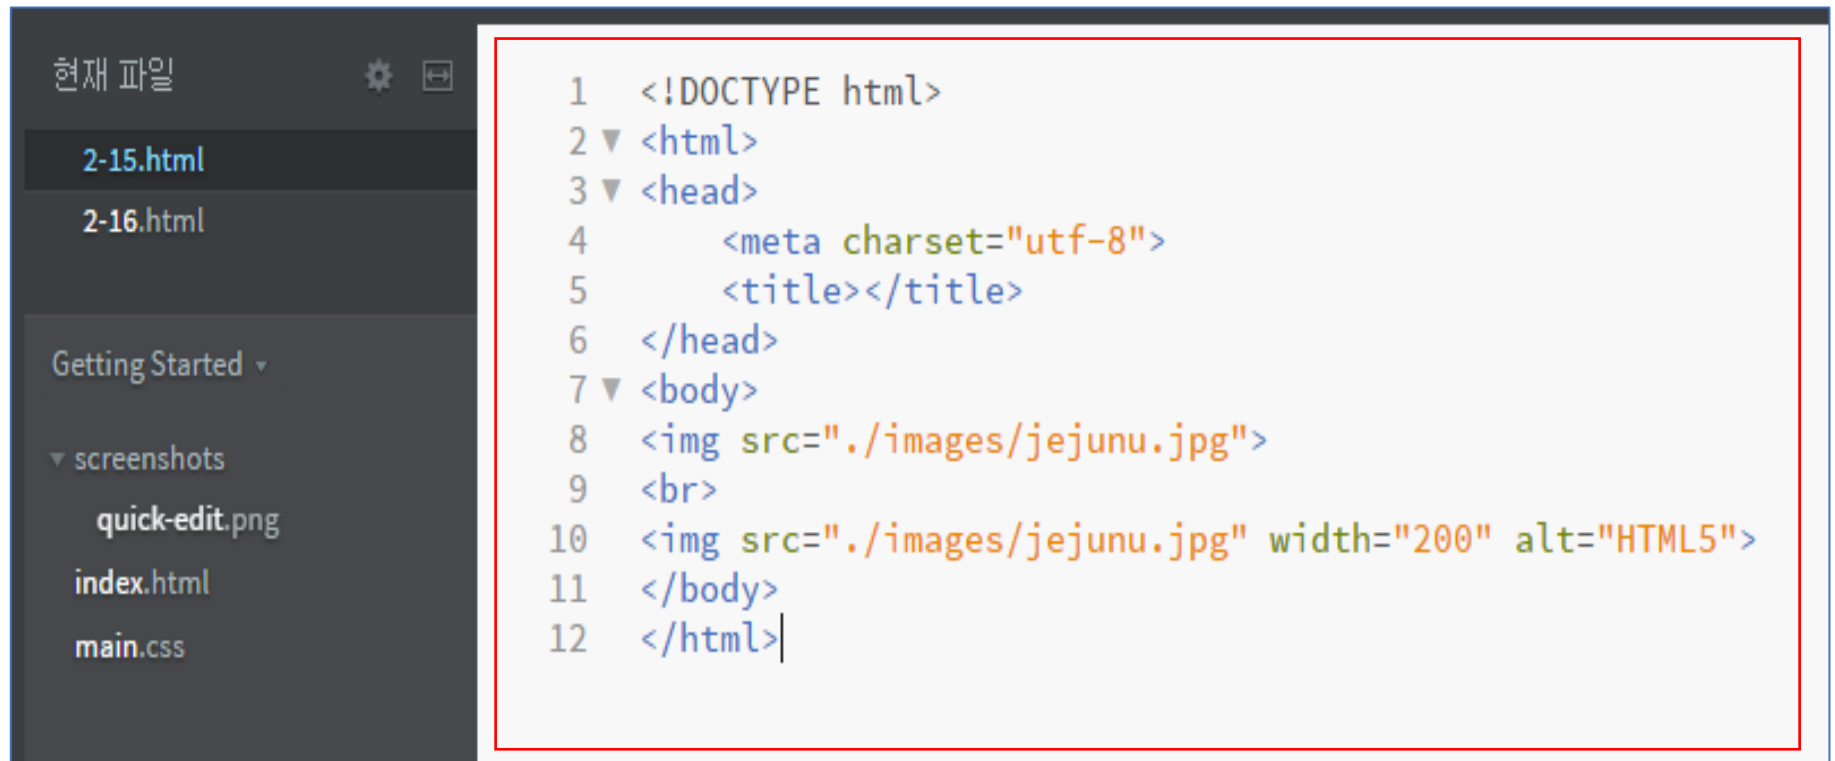 현재 파일
2-15.html
2-16.html
Getting Started
screenshots
quick-edit.png
index.html
main.css
1 <!DOCTYPE html>
2 <html>
3 <head>
4 <meta charset="utf-8">
5 <title></title>
6 </head>
7 <body>
8 <img src="./images/jejunu.jpg">
9 <br>
10 <img src="./images/jejunu.jpg" width="200" alt="HTML5">
11 </body>
12 </html>